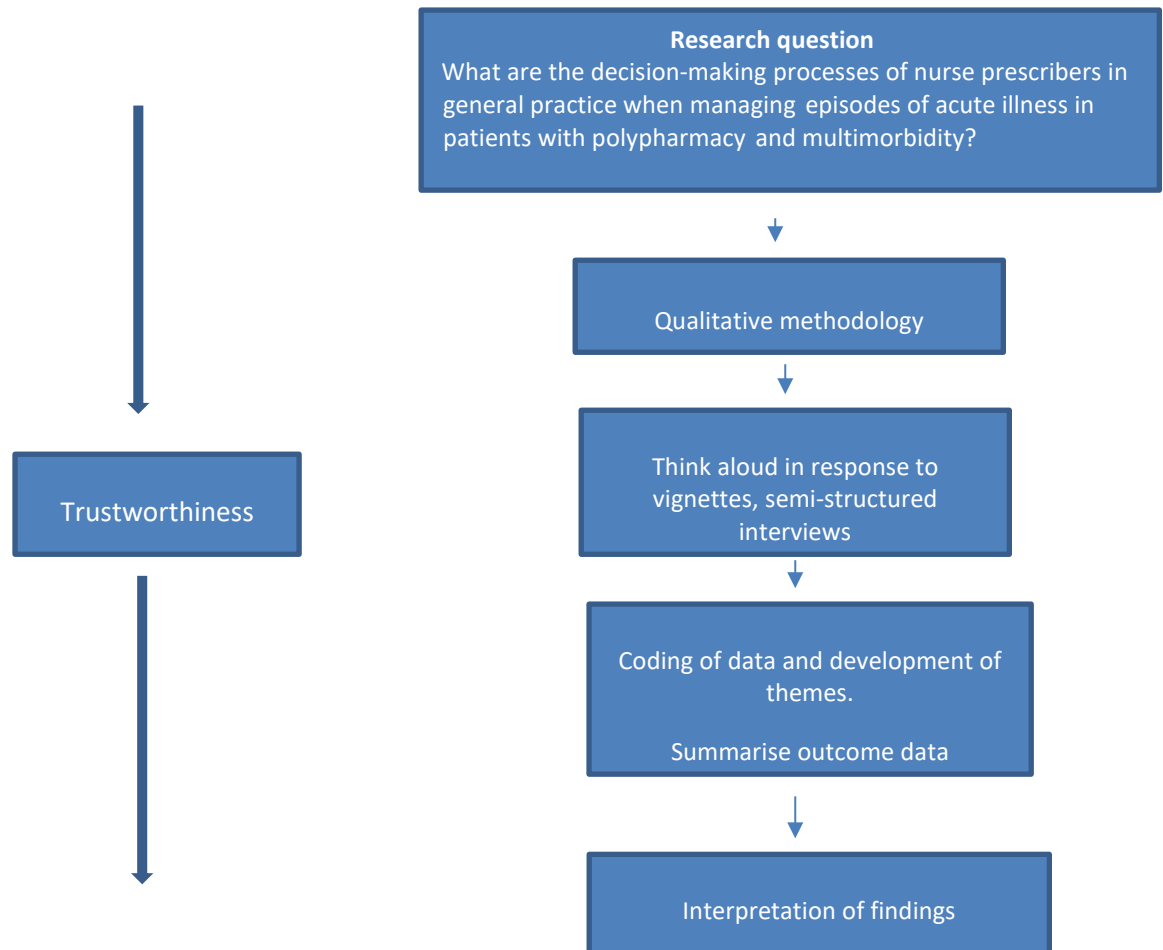 Research question
What are the decision-making processes of nurse prescribers in
general practice when managing episodes of acute illness in
patients with polypharmacy and multimorbidity?
Qualitative methodology
Think aloud in response to
vignettes, semi-structured
interviews
Trustworthiness
Coding of data and development of
themes.
Summarise outcome data
Interpretation of findings